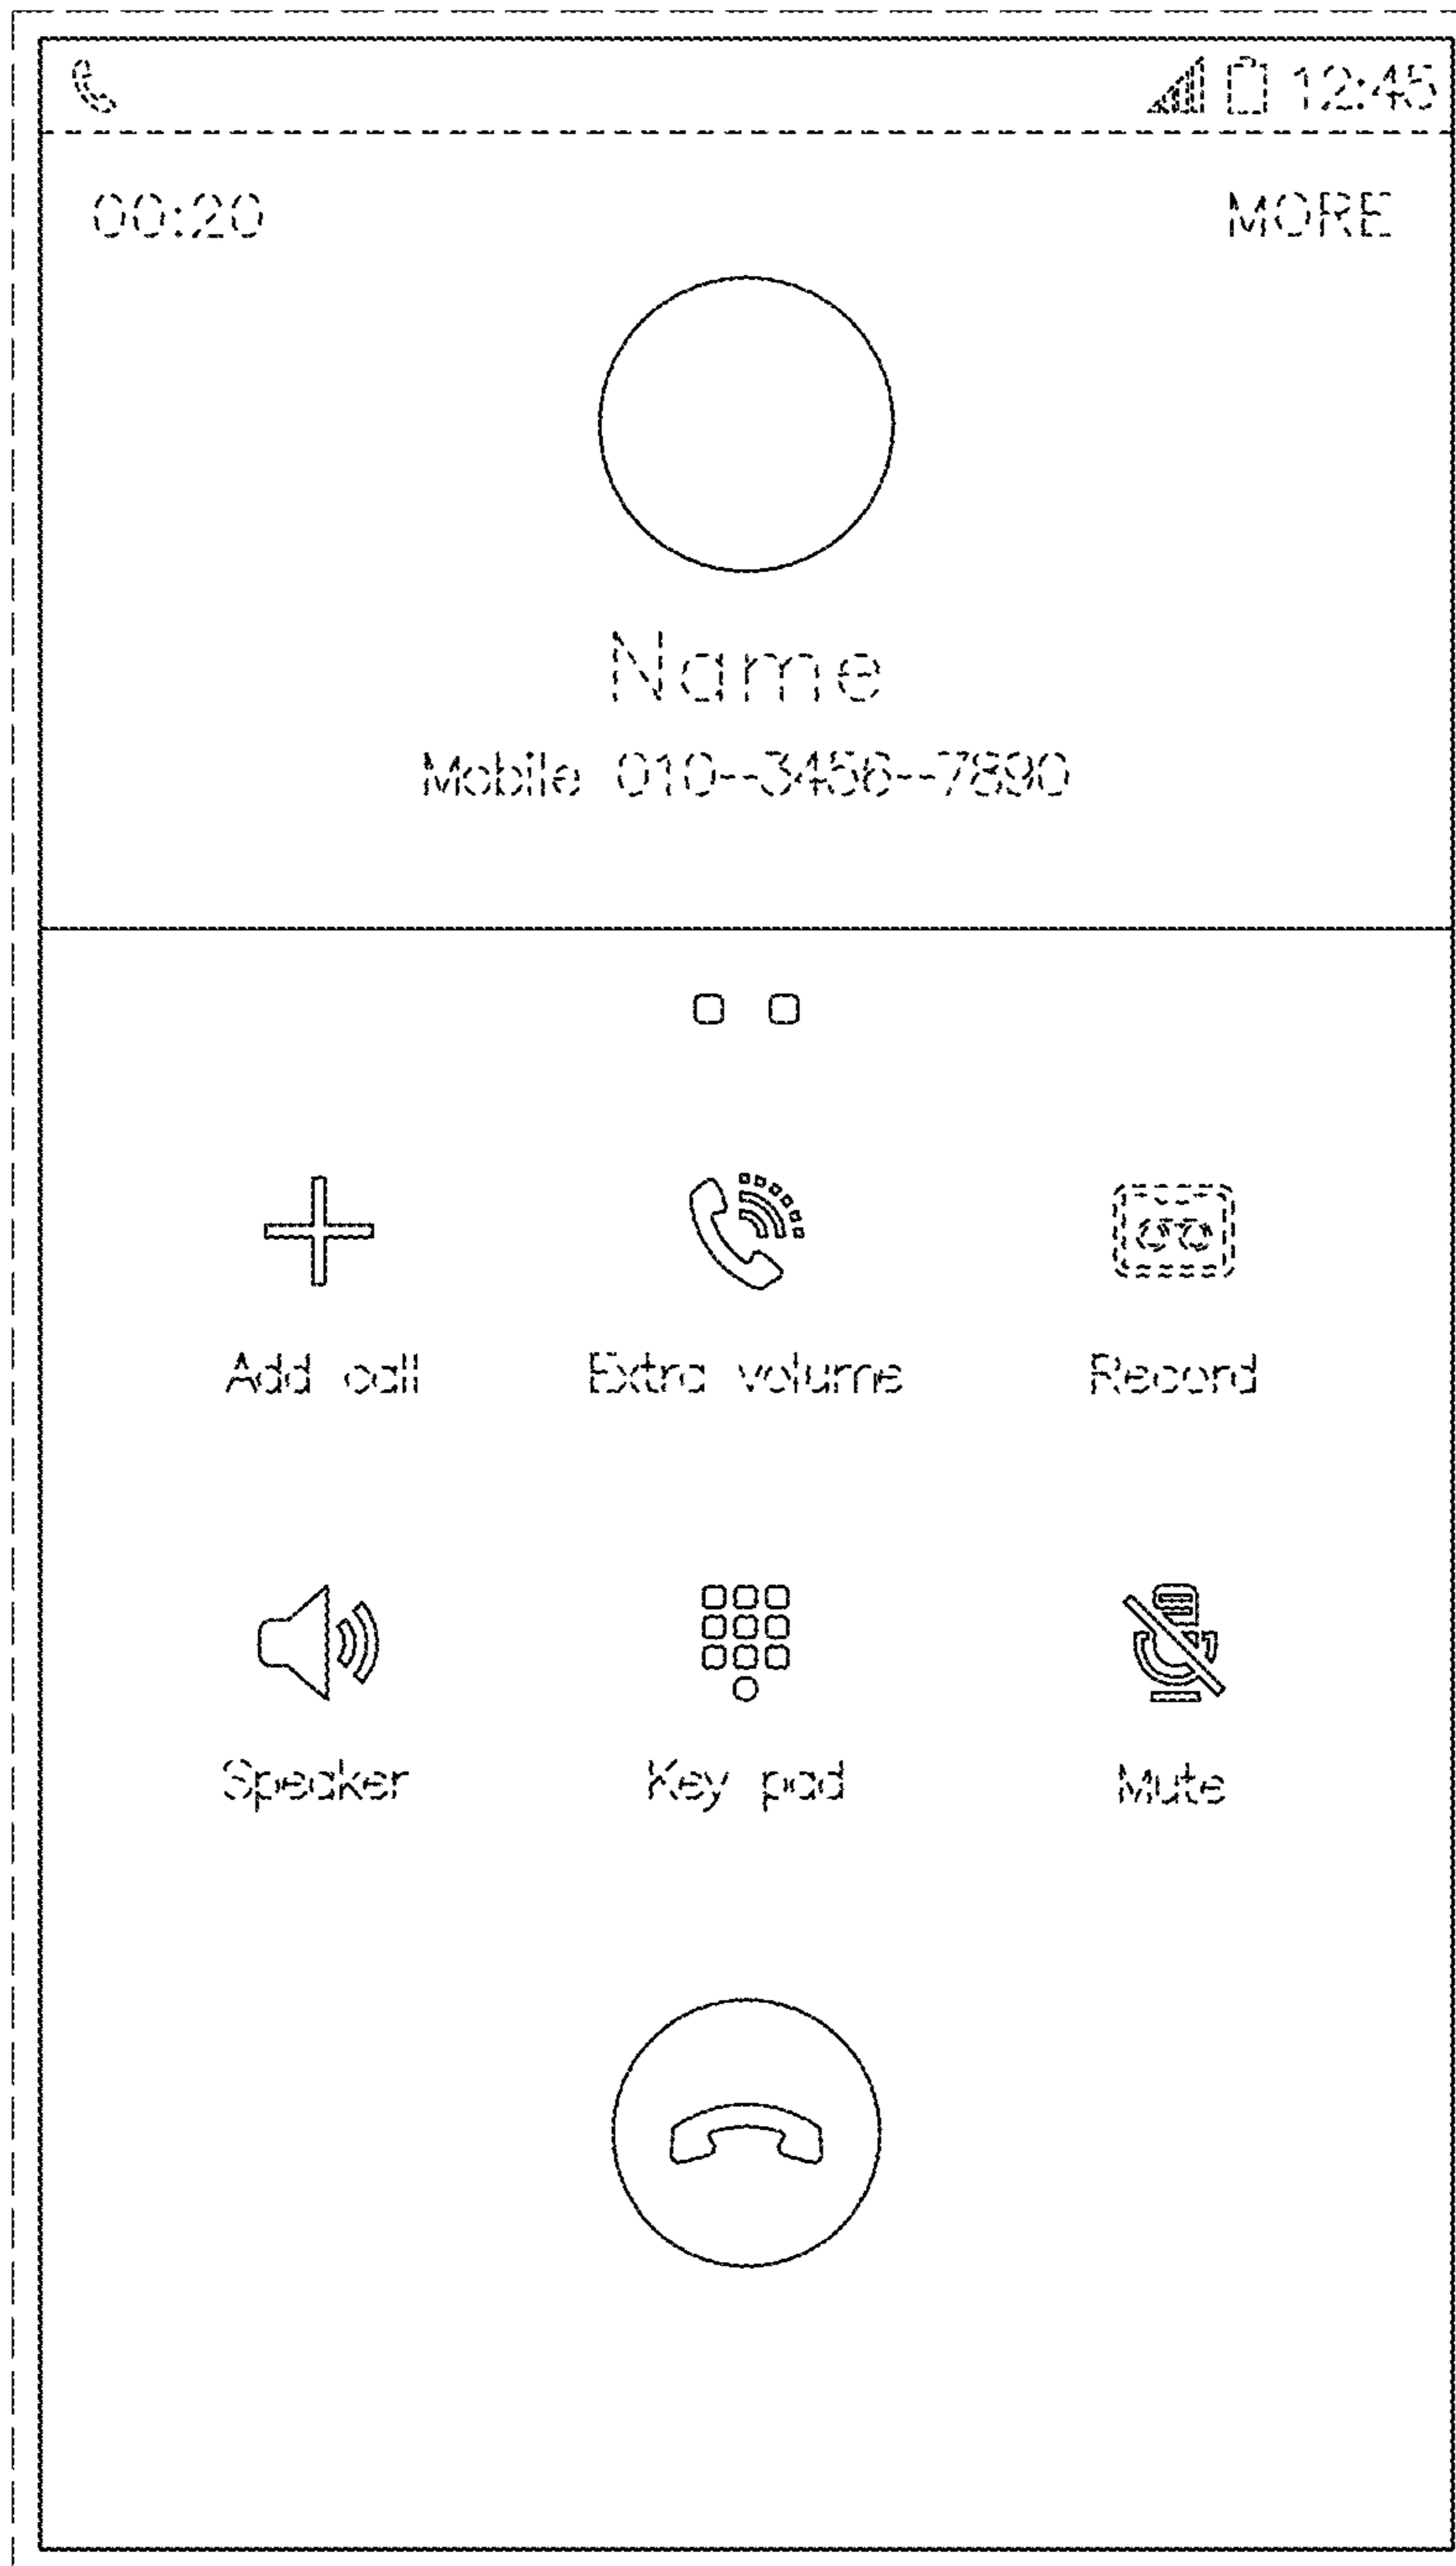 12:45
00:20 MORE
Name
Mobile 010--3456--7890
Add call Extra volume Record
Speaker Key pad Mute